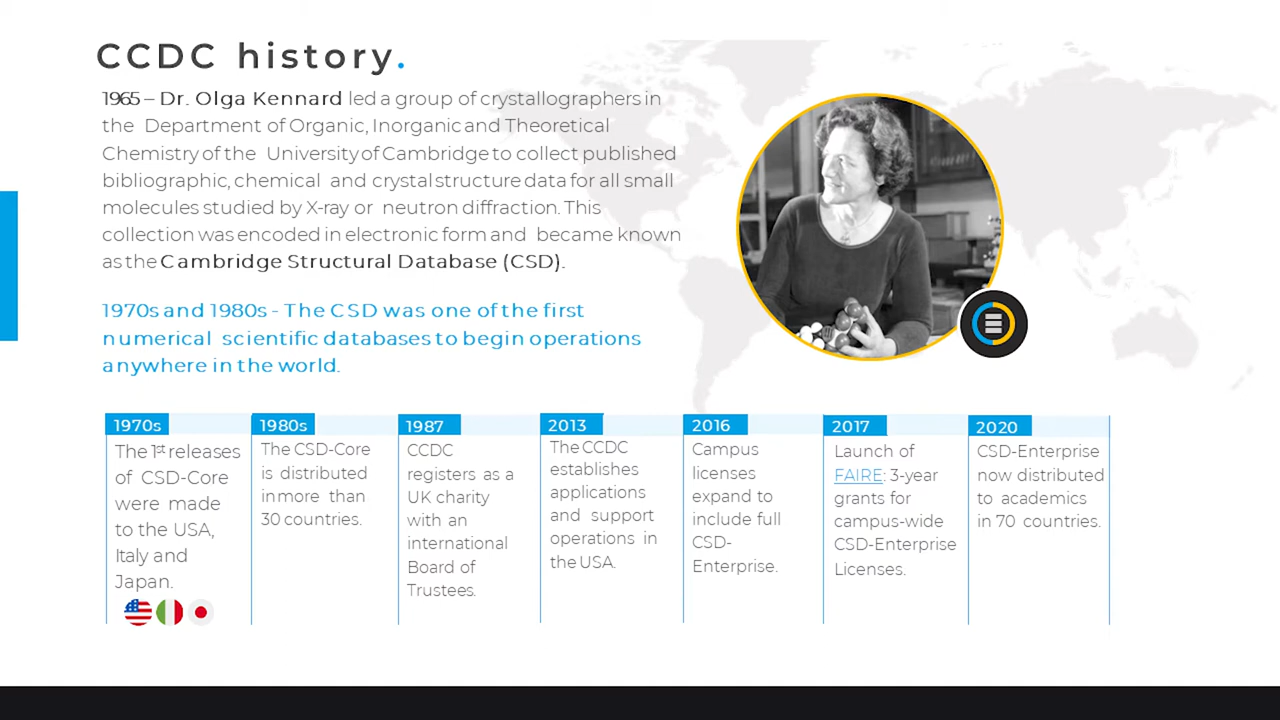 CCDC history.
1965 – Dr. Olga Kennard led a group of crystallographers in
the Department of Organic, Inorganic and Theoretical
Chemistry of the University of Cambridge to collect published
bibliographic, chemical and crystal structure data for all small
molecules studied by X-ray or neutron diffraction. This
collection was encoded in electronic form and became known
as the Cambridge Structural Database (CSD).
1970s and 1980s - The CSD was one of the first
numerical scientific databases to begin operations
anywhere in the world.
1970s
The 1st releases
of CSD-Core
were made
to the USA,
Italy and
Japan.
1980s
The CSD-Core
is distributed
in more than
30 countries.
1987
CCDC
registers as a
UK charity
with an
international
Board of
Trustees.
2013
The CCDC
establishes
applications
and support
operations in
the USA.
2016
Campus
licenses
expand to
include full
CSD-
Enterprise.
2017
Launch of
FAIRE: 3-year
grants for
campus-wide
CSD-Enterprise
Licenses.
2020
CSD-Enterprise
now distributed
to academics
in 70 countries.